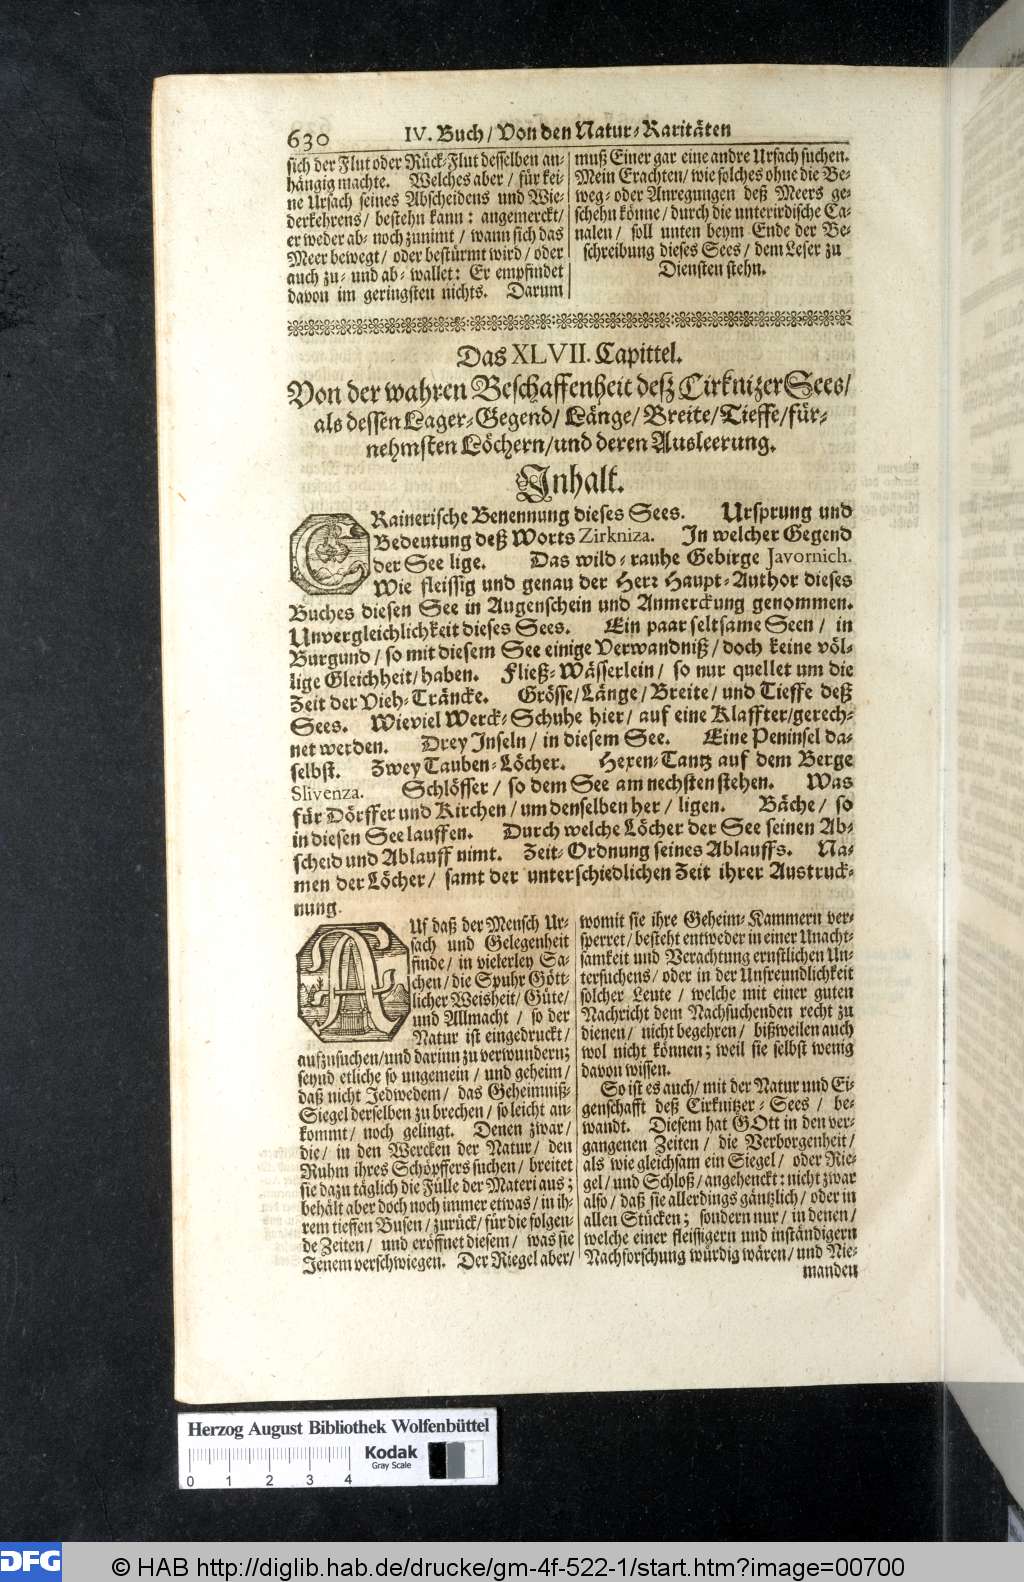 630
IV. Buch/ Von den Natur-Raritäten
sich der Flut oder Rück-Flut desselben an-
hängig machte. Welches aber / für kei-
ne Ursach seines Abscheidens und Wie-
derkehrens / bestehn kann: angemerckt/
er weder ab- noch zunimt / wann sich das
Meer bewegt / oder bestürmt wird / oder
auch zu- und ab-wallet: Er empfindet
davon im geringsten nichts. Darum
muß Einer gar eine andre Ursach suchen.
Mein Erachten/ wie solches ohne die Be-
weg- oder Anregungen deß Meers ge-
schehn könne / durch die unterirdische Ca-
nalen / soll unten beym Ende der Be-
schreibung dieses Sees / dem Leser zu
Diensten stehn.
Das XLVII. Capittel.
Von der wahren Beschaffenheit deß Cirknizer Sees/
als dessen Lager-Gegend/ Länge/ Breite/ Tieffe/ für-
nehmsten Löchern/ und deren Ausleerung.
Inhalt.
CRainerische Benennung dieses Sees. Ursprung und
Bedeutung deß Worts Zirkniza. In welcher Gegend
der See lige. Das wild-rauhe Gebirge Javornich.
Wie fleissig und genau der Herr Haupt-Author dieses
Buches diesen See in Augenschein und Anmerckung genommen.
Unvergleichlichkeit dieses Sees. Ein paar seltsame Seen / in
Burgund / so mit diesem See einige Verwandniß / doch keine völ-
lige Gleichheit/ haben. Fließ-Wässerlein / so nur quellet um die
Zeit der Vieh-Träncke. Grösse/ Länge/ Breite / und Tieffe deß
Sees. Wieviel Werck-Schuhe hier / auf eine Klaffter/ gerech-
net werden. Drey Inseln / in diesem See. Eine Peninsel da-
selbst. Zwey Tauben-Löcher. Hexen-Tantz auf dem Berge
Slivenza. Schlösser / so dem See am nechsten stehen. Was
für Dörffer und Kirchen / um denselben her / ligen. Bäche / so
in diesen See lauffen. Durch welche Löcher der See seinen Ab-
scheid und Ablauff nimt. Zeit-Ordnung seines Ablauffs. Na-
men der Löcher / samt der unterschiedlichen Zeit ihrer Austruck-
nung.
AUf daß der Mensch Ur-
sach und Gelegenheit
finde / in vielerley Sa-
chen / die Spuhr Gött-
licher Weisheit/ Güte/
und Allmacht / so der
Natur ist eingedruckt /
aufzusuchen/ und darinn zu verwundern;
seynd etliche so ungemein / und geheim /
daß nicht Jedwedem / das Geheimniß-
Siegel derselben zu brechen / so leicht an-
kommt / noch gelingt. Denen zwar /
die / in den Wercken der Natur / den
Ruhm ihres Schöpffers suchen / breitet
sie dazu täglich die Fülle der Materi aus;
behält aber doch noch immer etwas / in ih-
rem tieffen Busen / zurück / für die folgen-
de Zeiten / und eröffnet diesem / was sie
Jenem verschwiegen. Der Riegel aber/
womit sie ihre Geheim-Kammern ver-
sperret/ besteht entweder in einer Unacht-
samkeit und Verachtung ernstlichen Un-
tersuchens/ oder in der Unfreundlichkeit
solcher Leute / welche mit einer guten
Nachricht dem Nachsuchenden recht zu
dienen / nicht begehren / bißweilen auch
wol nicht können; weil sie selbst wenig
davon wissen.
So ist es auch / mit der Natur und Ei-
genschafft deß Cirknitzer-Sees / be-
wandt. Diesem hat GOtt in den ver-
gangenen Zeiten / die Verborgenheit /
als wie gleichsam ein Siegel / oder Rie-
gel / und Schloß/ angehenckt: nicht zwar
also / daß sie allerdings gäntzlich / oder in
allen Stücken; sondern nur / in denen /
welche einer fleissigern und inständigern
Nachforschung würdig wären/ und Nie-
manden
Herzog August Bibliothek Wolfenbüttel
Kodak
Gray Scale
0 1 2 3 4
DFG
© HAB http://diglib.hab.de/drucke/gm-4f-522-1/start.htm?image=00700